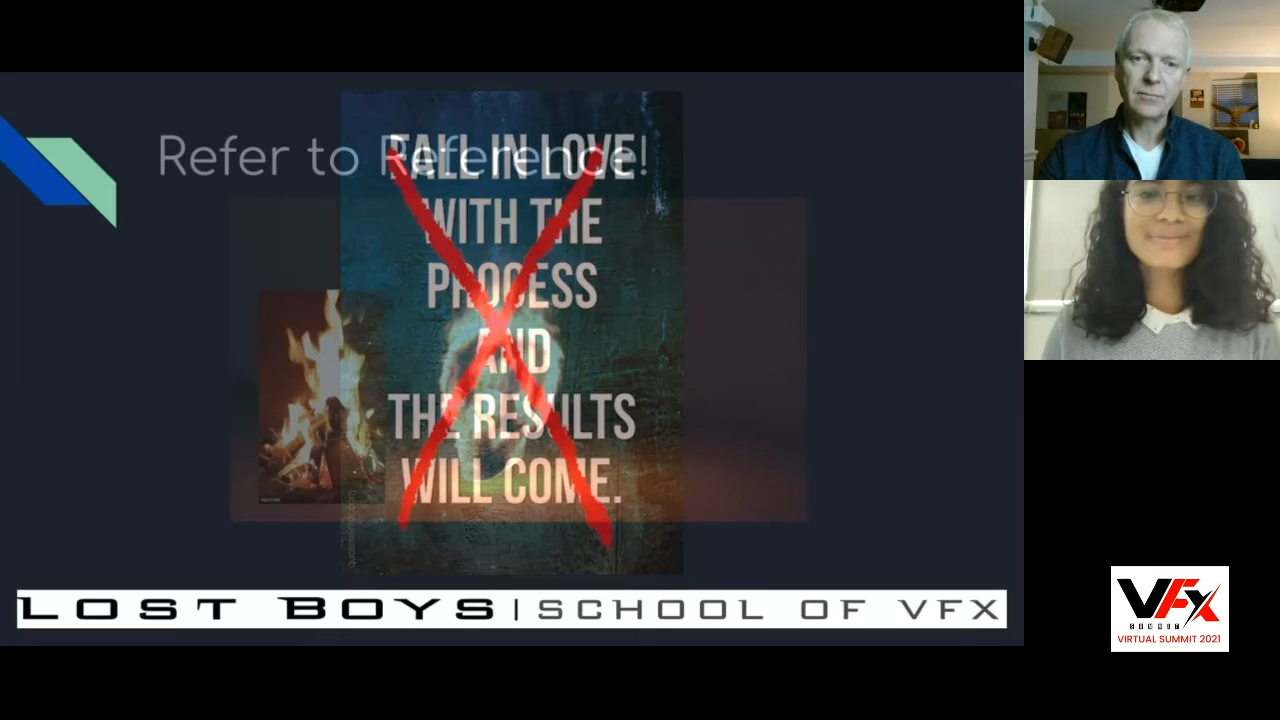 Refer to Reference!
FALL IN LOVE
WITH THE
PROCESS
AND
THE RESULTS
WILL COME.
LOST BOYS | SCHOOL OF VFX
VFX
SUMMIT
VIRTUAL SUMMIT 2021